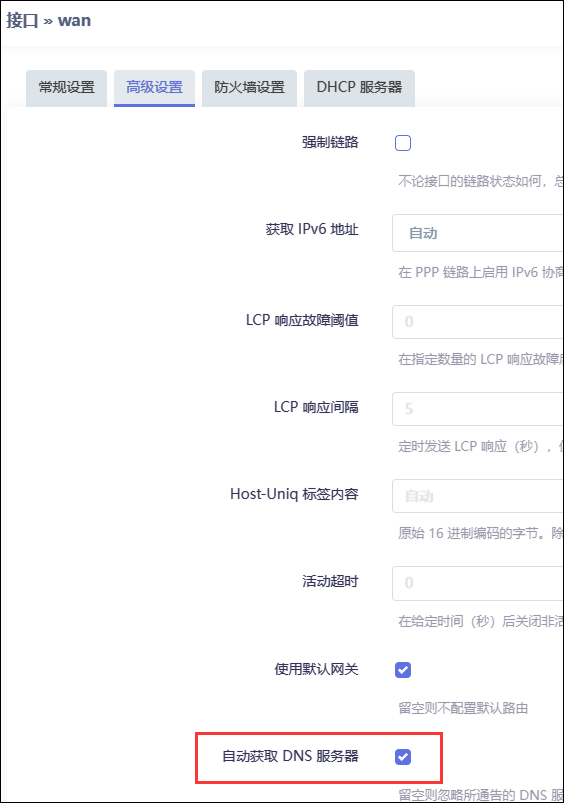 接口 » wan
常规设置 高级设置 防火墙设置 DHCP 服务器
强制链路
不论接口的链路状态如何，总
获取 IPv6 地址 自动
在 PPP 链路上启用 IPv6 协商
LCP 响应故障阈值 0
在指定数量的 LCP 响应故障后
LCP 响应间隔 5
定时发送 LCP 响应（秒），
Host-Uniq 标签内容 自动
原始 16 进制编码的字节。除
活动超时 0
在给定时间（秒）后关闭非活
使用默认网关
留空则不配置默认路由
自动获取 DNS 服务器
留空则忽略所通告的 DNS 服